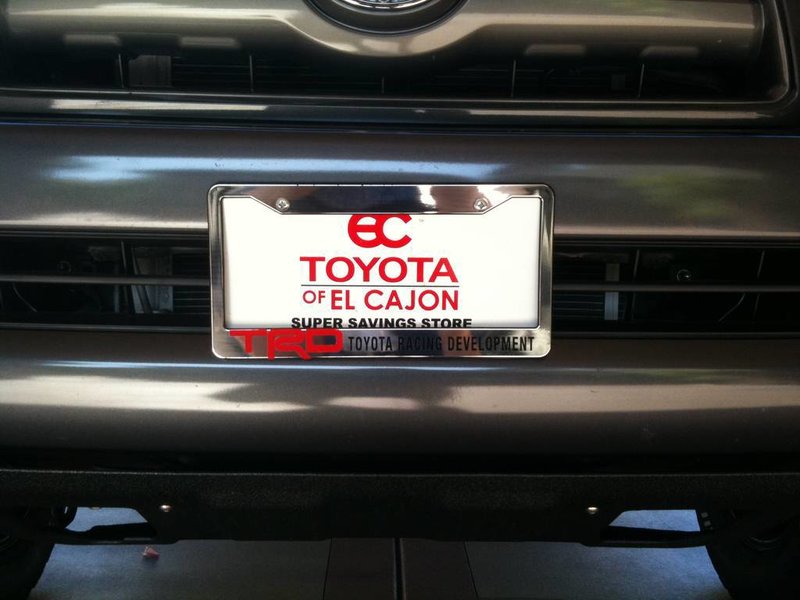 EC
TOYOTA
OF EL CAJON
SUPER SAVINGS STORE
TRD TOYOTA RACING DEVELOPMENT